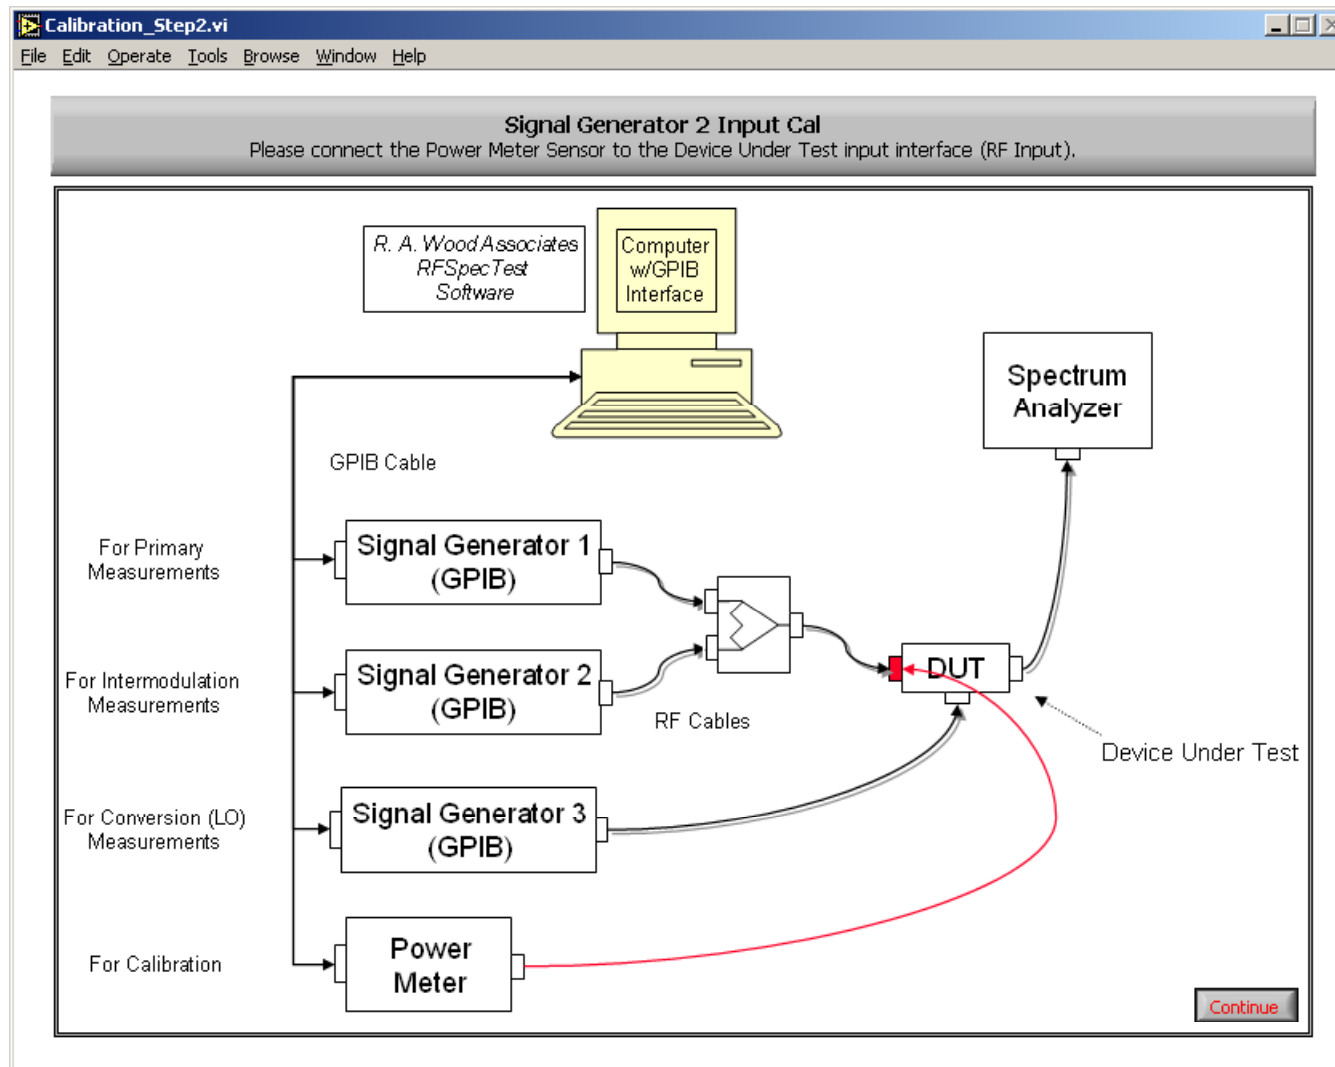 Calibration_Step2.vi
File Edit Operate Tools Browse Window Help
Signal Generator 2 Input Cal
Please connect the Power Meter Sensor to the Device Under Test input interface (RF Input).
R. A. Wood Associates
RFSpecTest
Software
Computer
w/GPIB
Interface
Spectrum
Analyzer
GPIB Cable
For Primary
Measurements
Signal Generator 1
(GPIB)
For Intermodulation
Measurements
Signal Generator 2
(GPIB)
RF Cables
DUT
Device Under Test
For Conversion (LO)
Measurements
Signal Generator 3
(GPIB)
For Calibration
Power
Meter
Continue